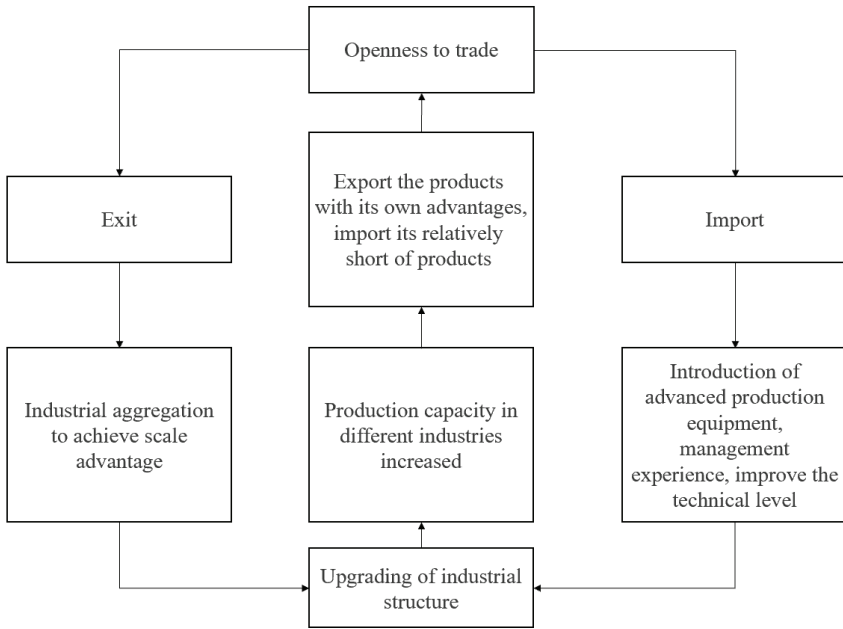 Openness to trade
Exit
Export the products
with its own advantages,
import its relatively
short of products
Import
Industrial aggregation
to achieve scale
advantage
Production capacity in
different industries
increased
Introduction of
advanced production
equipment,
management
experience, improve the
technical level
Upgrading of industrial
structure